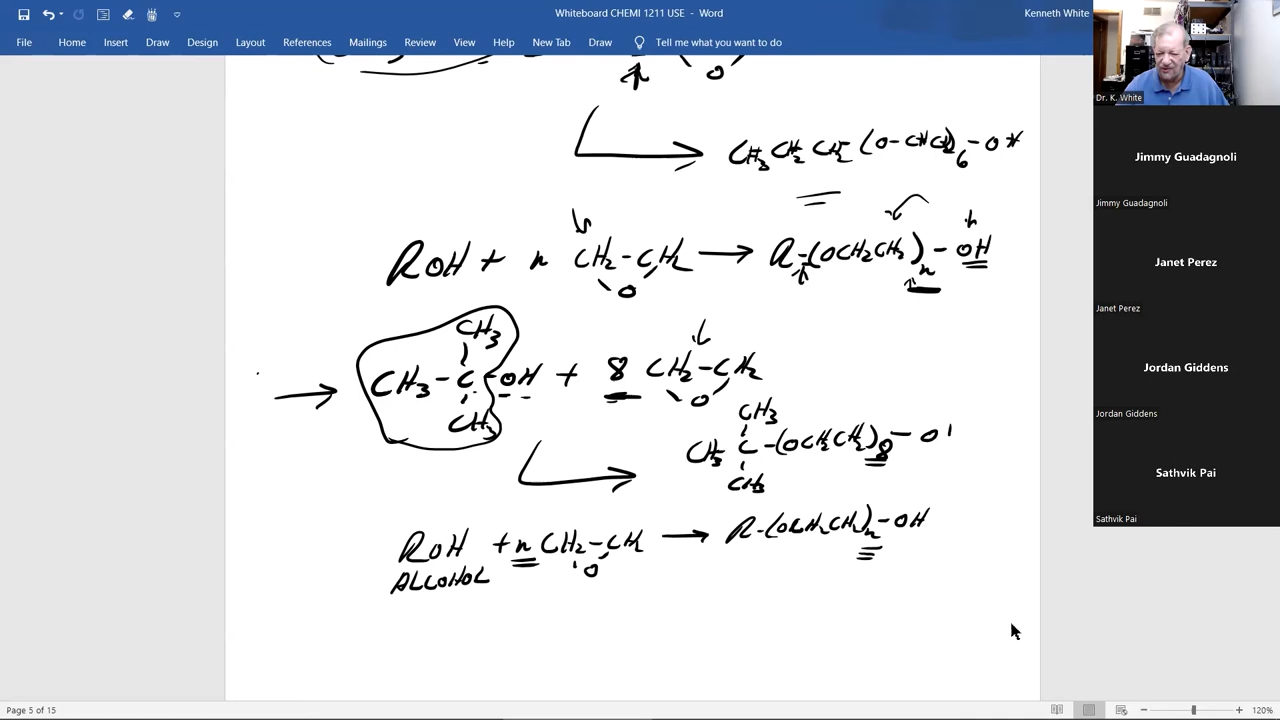 Whiteboard CHEMI 1211 USE - Word
Kenneth White
File Home Insert Draw Design Layout References Mailings Review View Help New Tab Draw Tell me what you want to do
O
CH3 CH2 CH2 (O-CH2CH2)6-OH
ROH + n CH2-CH2 → R-(OCH2CH2)n-OH
O
CH3
CH3-C-OH + 8 CH2-CH2
O
CH3
CH3
CH3 C-(OCH2CH2)8-O
CH3
ROH + n CH2-CH → R-(OCH2CH2)n-OH
O
ALCOHOL
Dr. K. White
Jimmy Guadagnoli
Jimmy Guadagnoli
Janet Perez
Janet Perez
Jordan Giddens
Jordan Giddens
Sathvik Pai
Sathvik Pai
Page 5 of 15
120%